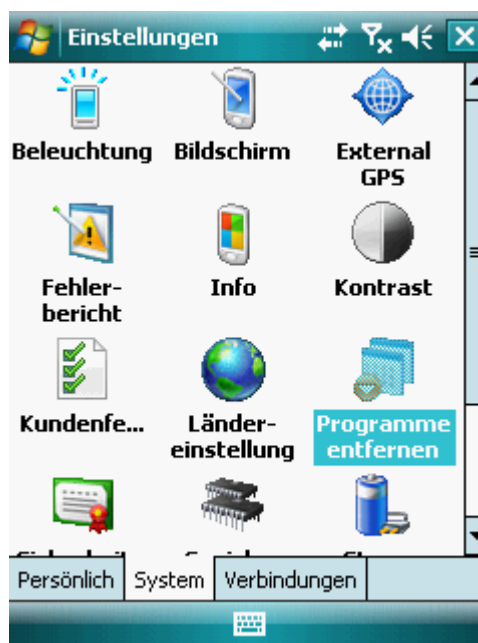 Einstellungen
Beleuchtung Bildschirm External
GPS
Fehler-
bericht
Info
Kontrast
Kundenfe...
Länder-
einstellung
Programme
entfernen
Persönlich System Verbindungen